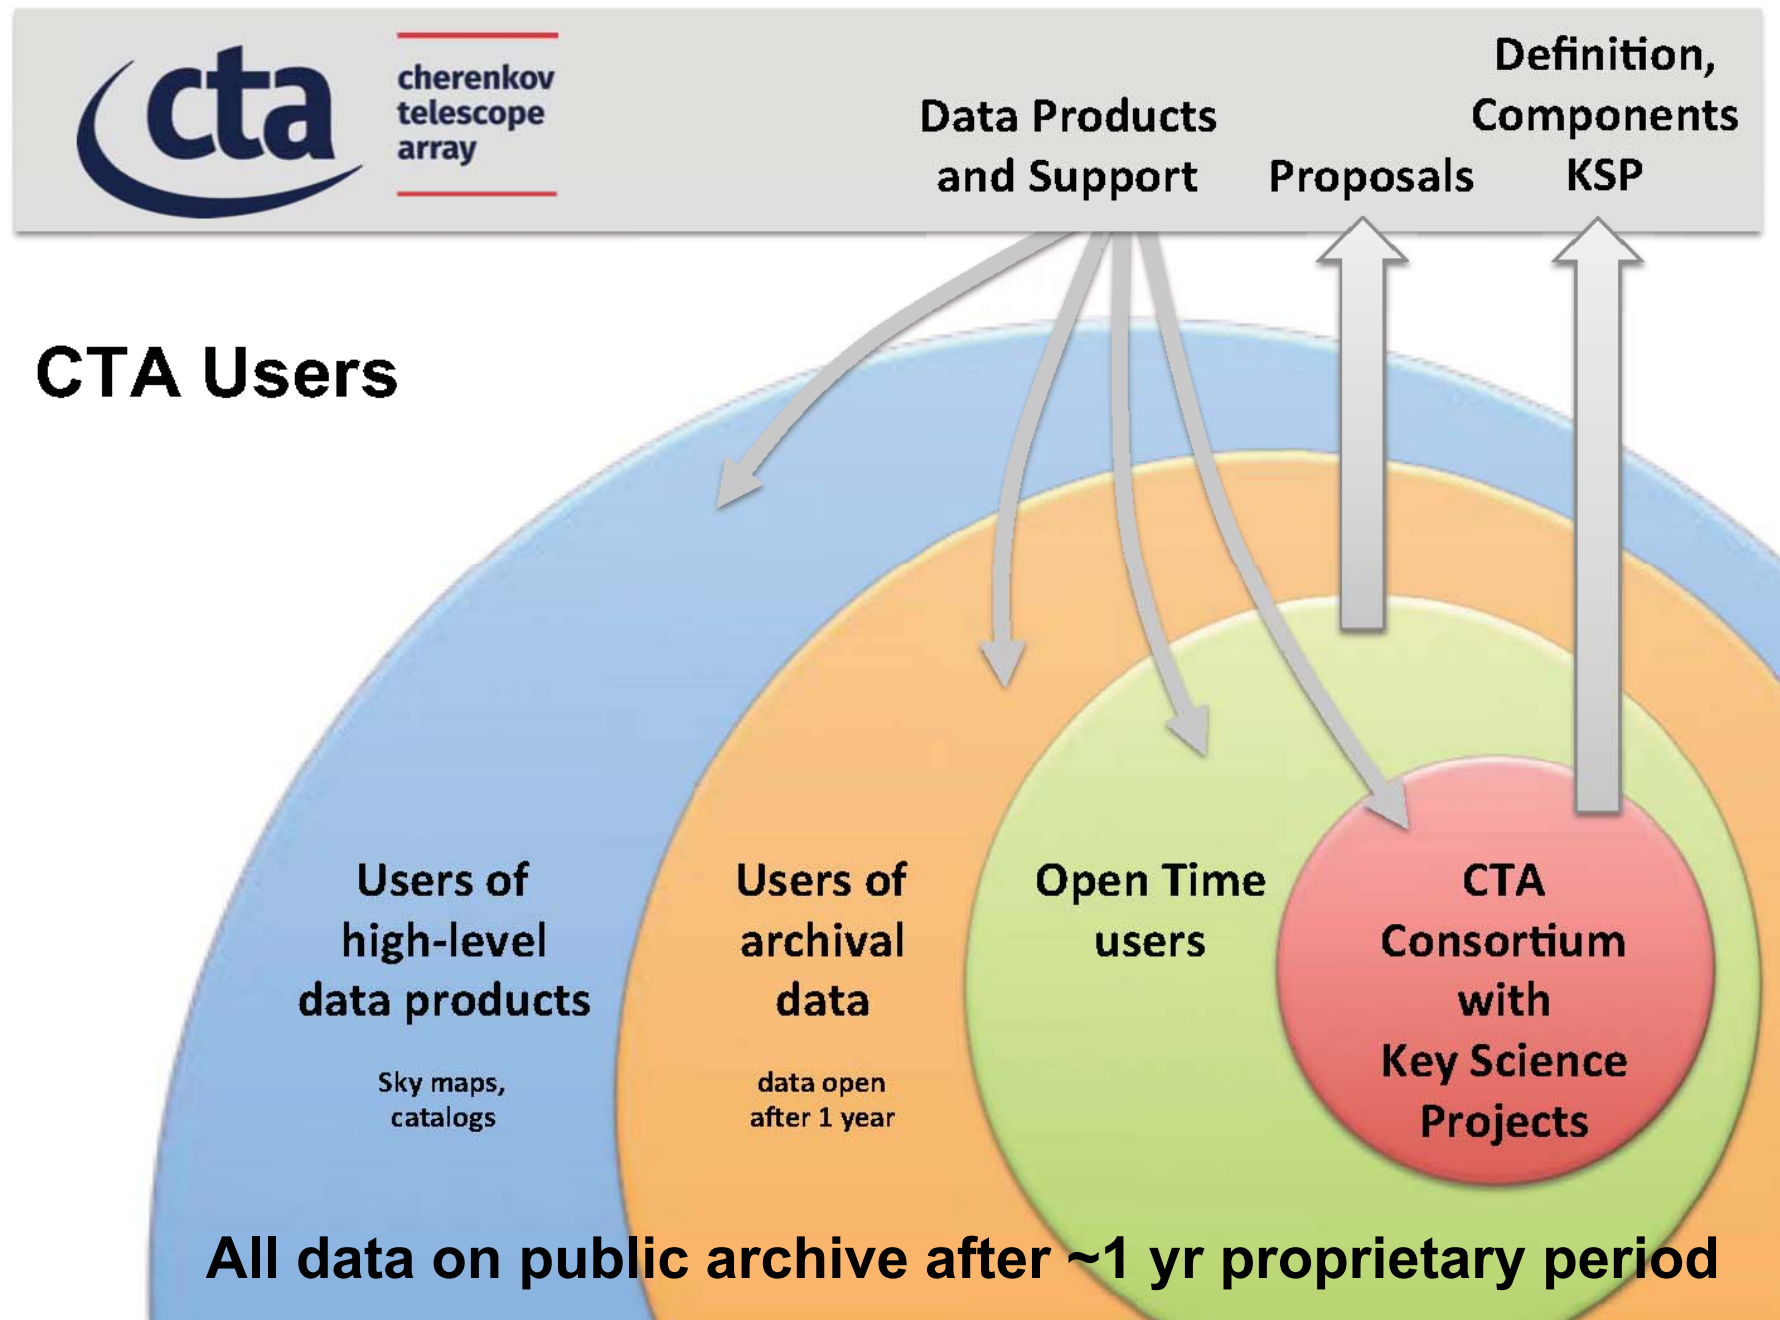 cta
cherenkov
telescope
array
Data Products
and Support
Proposals
Definition,
Components
KSP
CTA Users
Users of
high-level
data products
Sky maps,
catalogs
Users of
archival
data
data open
after 1 year
Open Time
users
CTA
Consortium
with
Key Science
Projects
All data on public archive after ~1 yr proprietary period